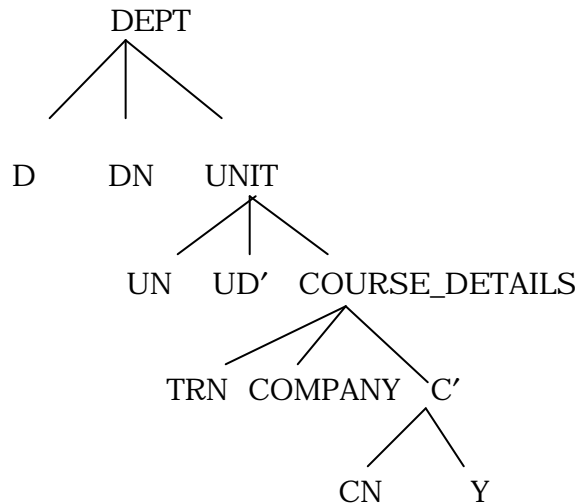 DEPT
D DN UNIT
UN UD′ COURSE_DETAILS
TRN COMPANY C′
CN Y